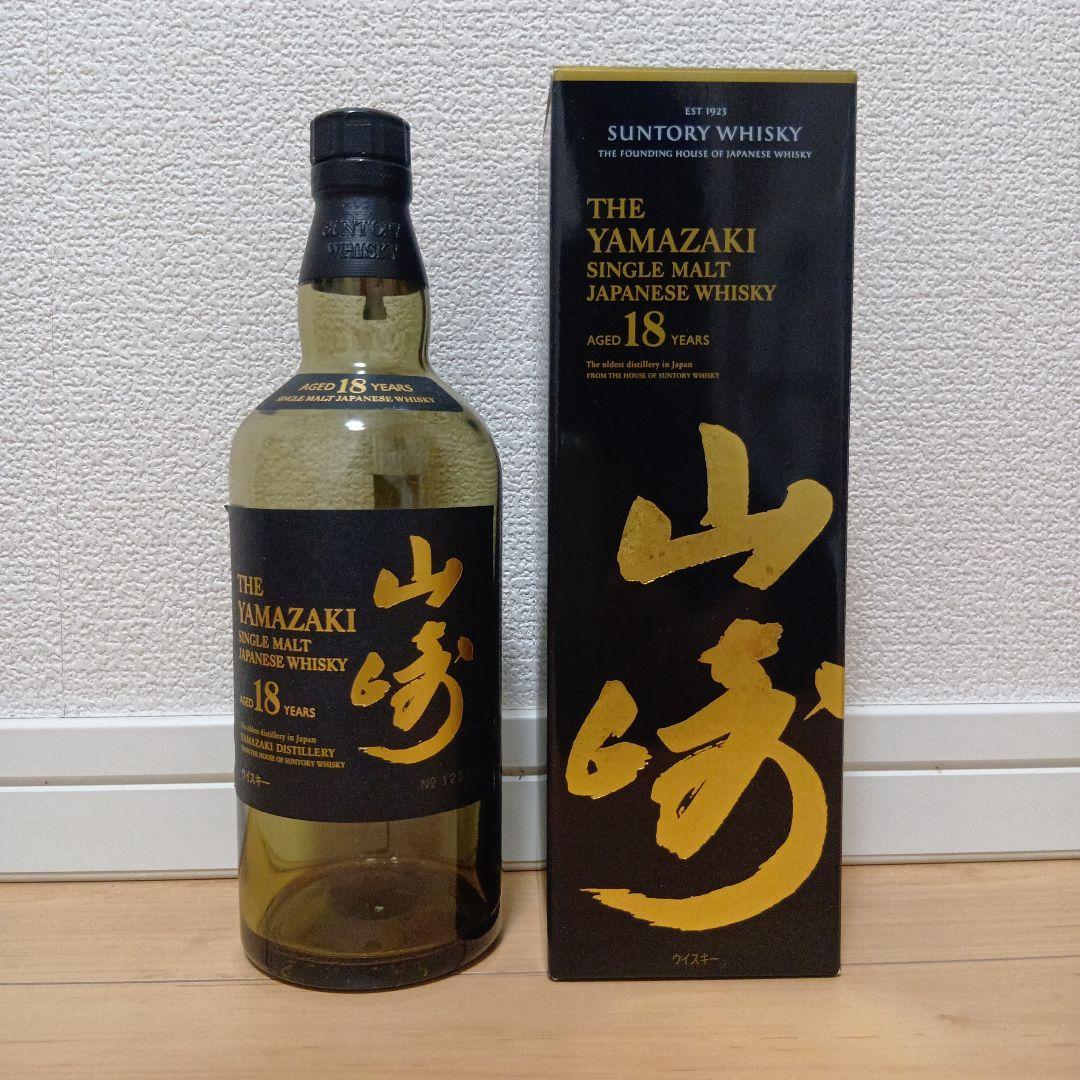 SUNTORY
WHISKY
AGED 18 YEARS
SINGLE MALT JAPANESE WHISKY
THE
YAMAZAKI
SINGLE MALT
JAPANESE WHISKY
AGED 18 YEARS
The oldest distillery in Japan
YAMAZAKI DISTILLERY
FROM THE HOUSE OF SUNTORY WHISKY
ウイスキー
山崎
EST 1923
SUNTORY WHISKY
THE FOUNDING HOUSE OF JAPANESE WHISKY
THE
YAMAZAKI
SINGLE MALT
JAPANESE WHISKY
AGED 18 YEARS
The oldest distillery in Japan
FROM THE HOUSE OF SUNTORY WHISKY
山崎
ウイスキー